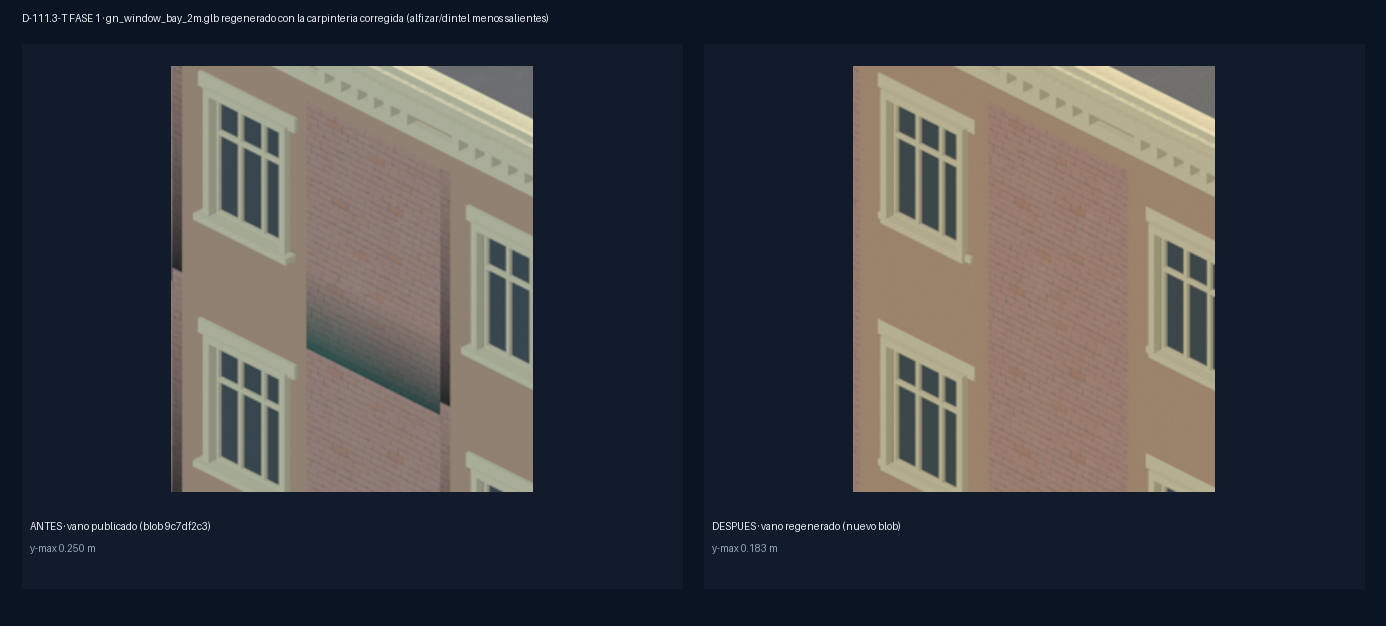 D-111.3-T FASE 1 · gn_window_bay_2m.glb regenerado con la carpinteria corregida (alfizar/dintel menos salientes)
ANTES · vano publicado (blob 9c7df2c3)
y-max 0.250 m
DESPUES · vano regenerado (nuevo blob)
y-max 0.183 m